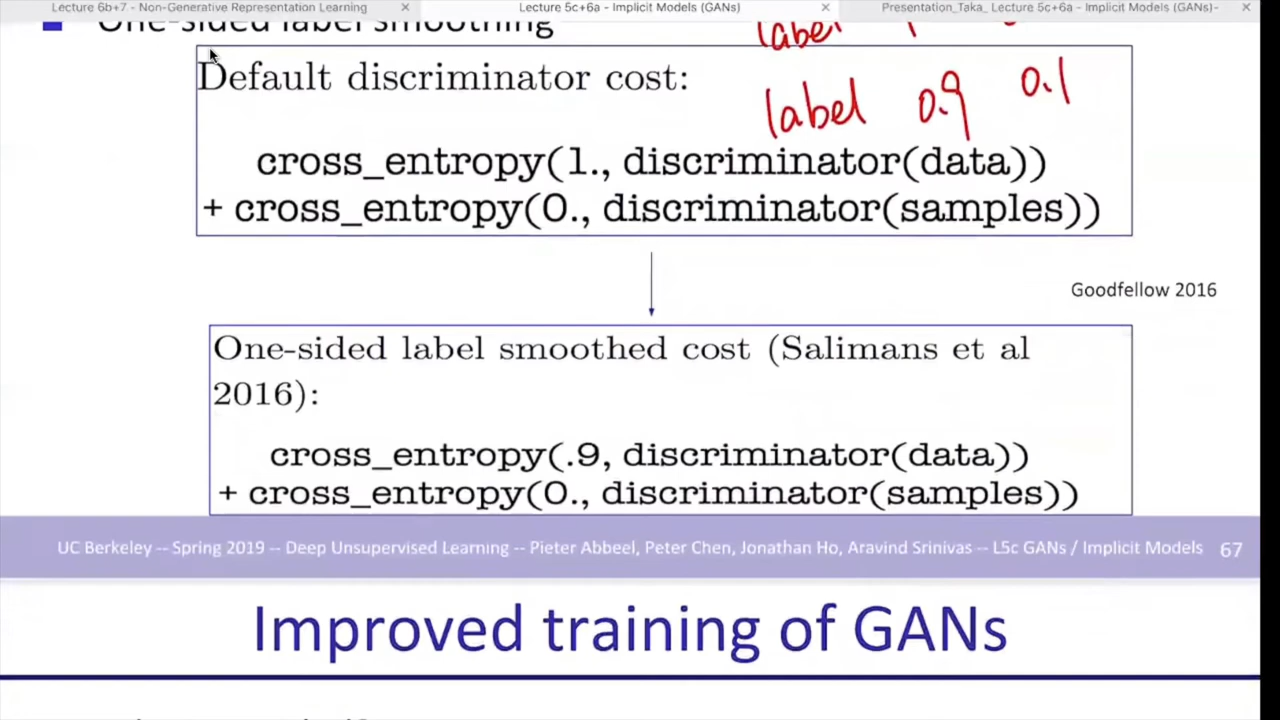 Lecture 6b+7 - Non-Generative Representation Learning
Lecture 5c+6a - Implicit Models (GANs)
Presentation_Taka_ Lecture 5c+6a - Implicit Models (GANs)-
One-sided label smoothing
label
Default discriminator cost:
label 0.9 0.1
cross_entropy(1., discriminator(data))
+ cross_entropy(0., discriminator(samples))
Goodfellow 2016
One-sided label smoothed cost (Salimans et al
2016):
cross_entropy(.9, discriminator(data))
+ cross_entropy(0., discriminator(samples))
UC Berkeley -- Spring 2019 -- Deep Unsupervised Learning -- Pieter Abbeel, Peter Chen, Jonathan Ho, Aravind Srinivas -- L5c GANs / Implicit Models 67
Improved training of GANs